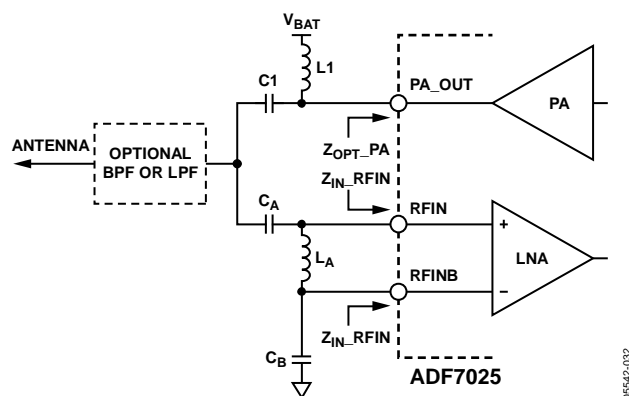 VBAT
L1
C1
PA_OUT
PA
ANTENNA
OPTIONAL
BPF OR LPF
ZOPT_PA
ZIN_RFIN
CA
RFIN
+
LA
LNA
RFINB
−
ZIN_RFIN
CB
ADF7025
05542-032